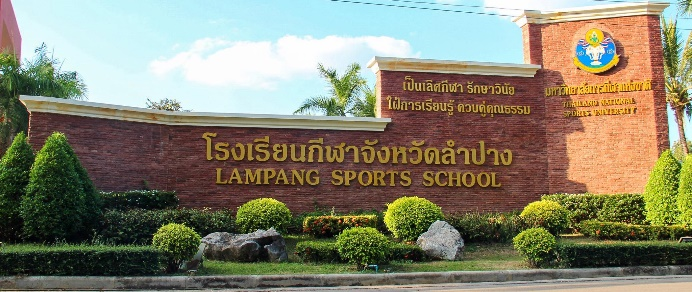 เป็นเลิศกีฬา รักษาวินัย
ใฝ่การเรียนรู้ ควบคู่คุณธรรม
โรงเรียนกีฬาจังหวัดลำปาง
LAMPANG SPORTS SCHOOL
มหาวิทยาลัยการกีฬาแห่งชาติ
THAILAND NATIONAL
SPORTS UNIVERSITY